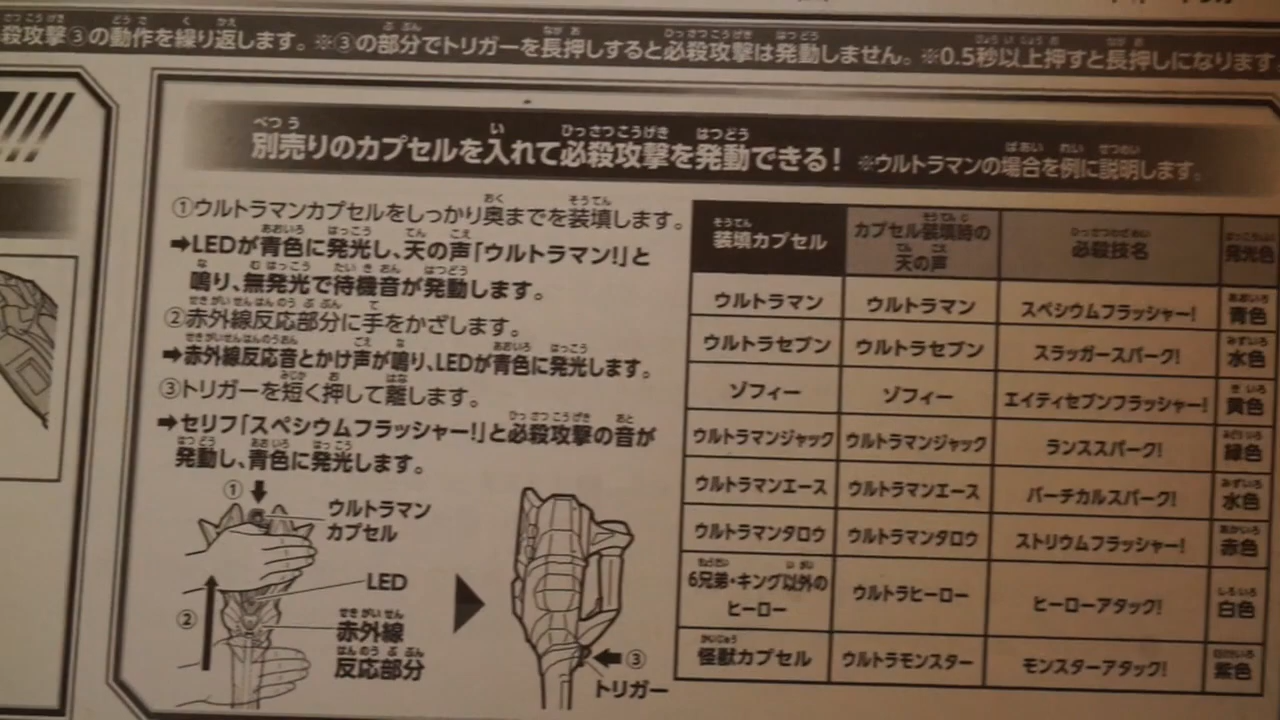 必殺攻撃③の動作を繰り返します。※③の部分でトリガーを長押しすると必殺攻撃は発動しません。※0.5秒以上押すと長押しになります
別売りのカプセルを入れて必殺攻撃を発動できる! ※ウルトラマンの場合を例に説明します。
①ウルトラマンカプセルをしっかり奥までを装填します。
➡LEDが青色に発光し、天の声「ウルトラマン!」と
鳴り、無発光で待機音が発動します。
②赤外線反応部分に手をかざします。
➡赤外線反応音とかけ声が鳴り、LEDが青色に発光します。
③トリガーを短く押して離します。
➡セリフ「スペシウムフラッシャー!」と必殺攻撃の音が
発動し、青色に発光します。
①
ウルトラマン
カプセル
LED
②
赤外線
反応部分
③
トリガー
装填カプセル カプセル装填時の天の声 必殺技名 発光色
ウルトラマン ウルトラマン スペシウムフラッシャー! 青色
ウルトラセブン ウルトラセブン スラッガースパーク! 水色
ゾフィー ゾフィー エイティセブンフラッシャー! 黄色
ウルトラマンジャック ウルトラマンジャック ランススパーク! 緑色
ウルトラマンエース ウルトラマンエース バーチカルスパーク! 水色
ウルトラマンタロウ ウルトラマンタロウ ストリウムフラッシャー! 赤色
6兄弟・キング以外のヒーロー ウルトラヒーロー ヒーローアタック! 白色
怪獣カプセル ウルトラモンスター モンスターアタック! 紫色